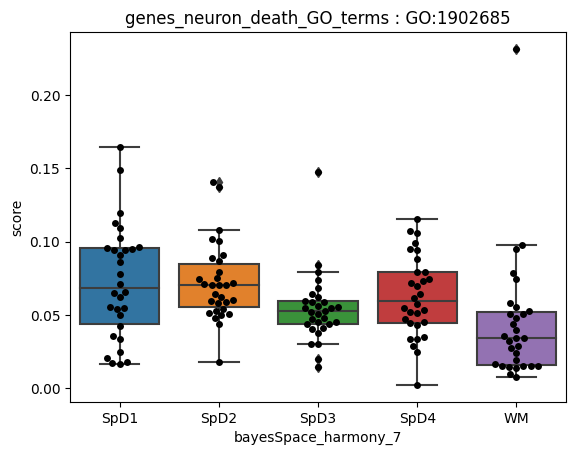 genes_neuron_death_GO_terms : GO:1902685
0.20
0.15
0.10
0.05
0.00
score
SpD1 SpD2 SpD3 SpD4 WM
bayesSpace_harmony_7